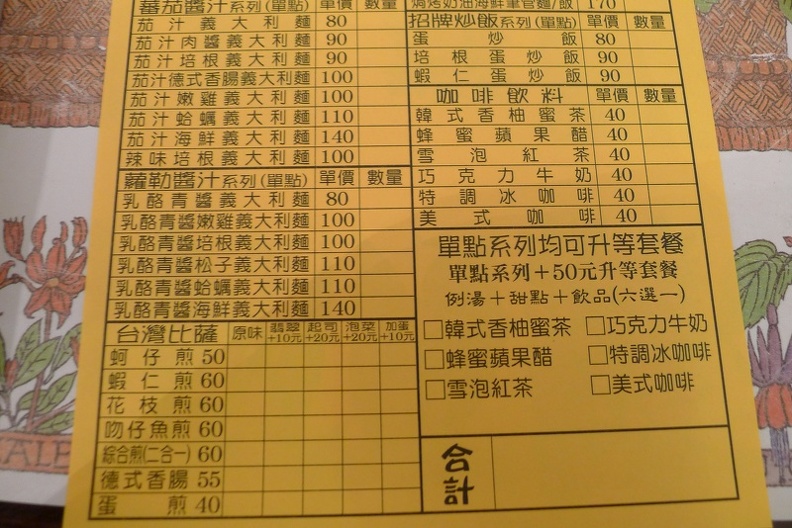 蕃茄醬汁系列(單點) 單價 數量
茄汁義大利麵 80
茄汁肉醬義大利麵 90
茄汁培根義大利麵 90
茄汁德式香腸義大利麵 100
茄汁嫩雞義大利麵 100
茄汁蛤蠣義大利麵 110
茄汁海鮮義大利麵 140
辣味培根義大利麵 100
蘿勒醬汁系列(單點) 單價 數量
乳酪青醬義大利麵 80
乳酪青醬嫩雞義大利麵 100
乳酪青醬培根義大利麵 100
乳酪青醬松子義大利麵 110
乳酪青醬蛤蠣義大利麵 110
乳酪青醬海鮮義大利麵 140
台灣比薩 原味 翡翠+10元 起司+20元 泡菜+20元 加蛋+10元
蚵仔煎 50
蝦仁煎 60
花枝煎 60
吻仔魚煎 60
綜合煎(二合一) 60
德式香腸 55
蛋煎 40
焗烤奶油海鮮筆管麵/飯 170
招牌炒飯系列(單點) 單價 數量
蛋炒飯 80
培根蛋炒飯 90
蝦仁蛋炒飯 90
咖啡飲料 單價 數量
韓式香柚蜜茶 40
蜂蜜蘋果醋 40
雪泡紅茶 40
巧克力牛奶 40
特調冰咖啡 40
美式咖啡 40
單點系列均可升等套餐
單點系列+50元升等套餐
例湯+甜點+飲品(六選一)
□韓式香柚蜜茶 □巧克力牛奶
□蜂蜜蘋果醋 □特調冰咖啡
□雪泡紅茶 □美式咖啡
合計
ALE